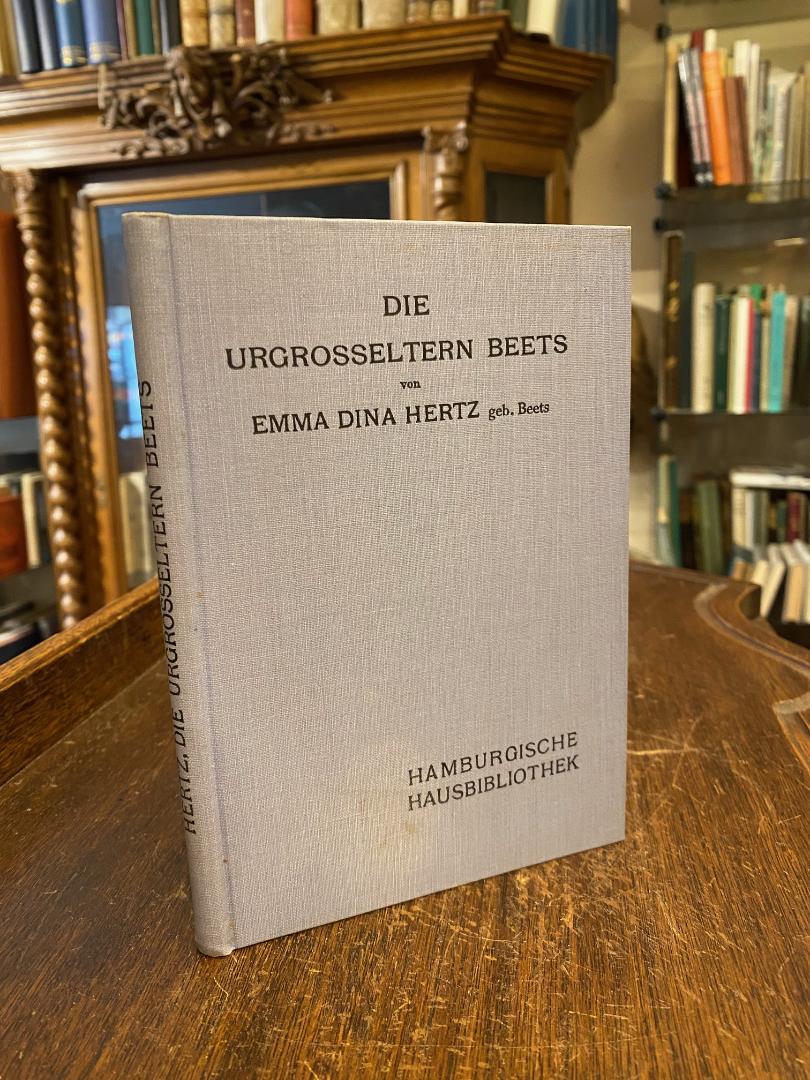 DIE
URGROSSELTERN BEETS
von
EMMA DINA HERTZ geb. Beets
HAMBURGISCHE
HAUSBIBLIOTHEK
HERTZ, DIE URGROSSELTERN BEETS